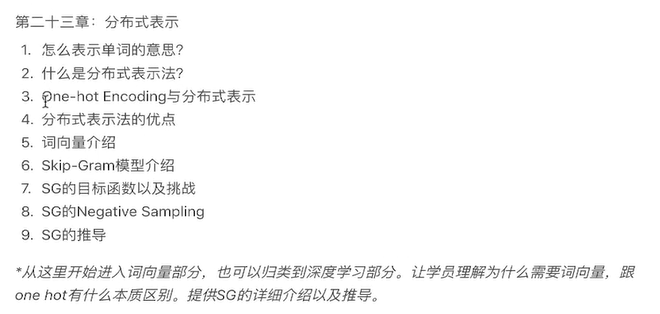 第二十三章：分布式表示
1. 怎么表示单词的意思？
2. 什么是分布式表示法？
3. One-hot Encoding与分布式表示
4. 分布式表示法的优点
5. 词向量介绍
6. Skip-Gram模型介绍
7. SG的目标函数以及挑战
8. SG的Negative Sampling
9. SG的推导
*从这里开始进入词向量部分，也可以归类到深度学习部分。让学员理解为什么需要词向量，跟
one hot有什么本质区别。提供SG的详细介绍以及推导。